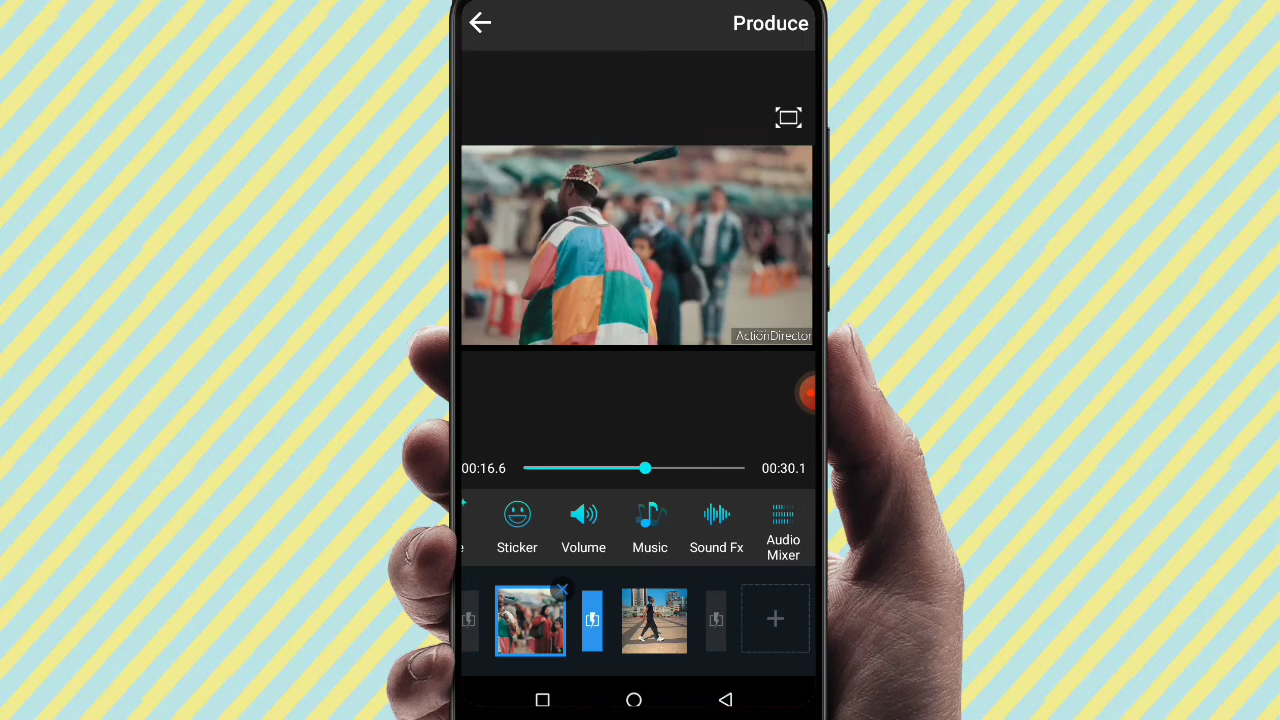 Produce
ActionDirector
00:16.6
00:30.1
e
Sticker
Volume
Music
Sound Fx
Audio
Mixer